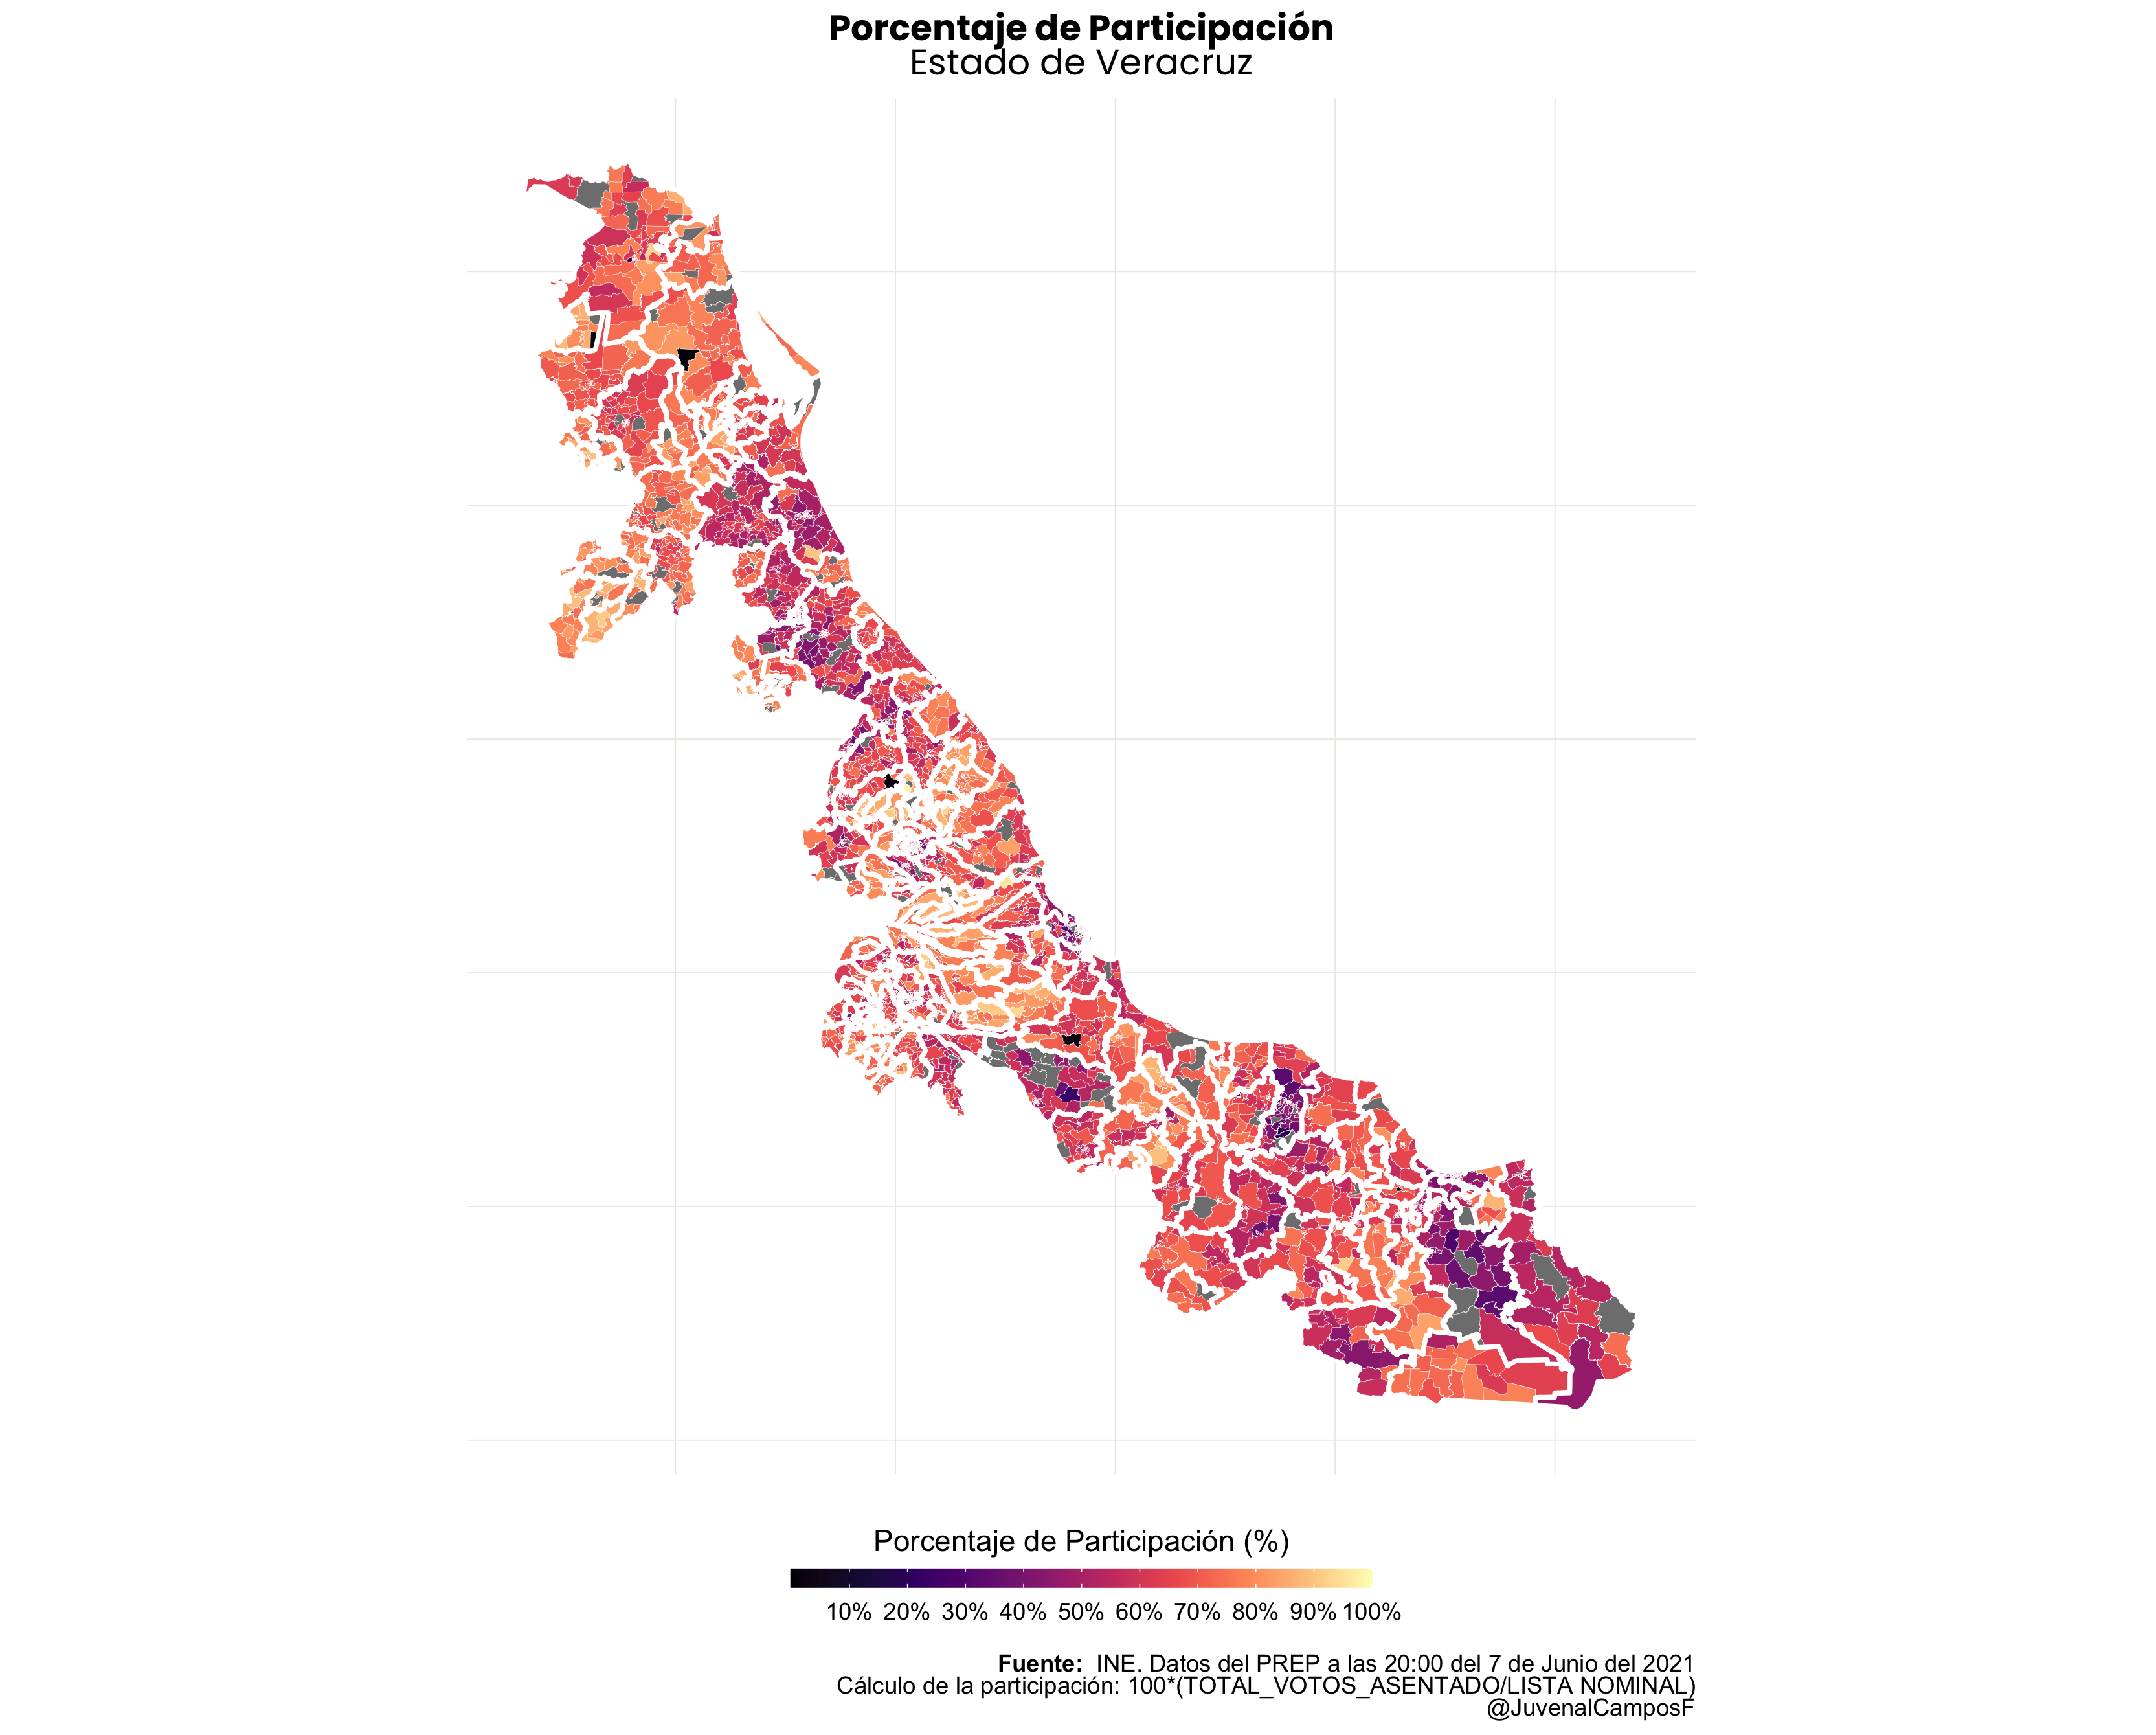 Porcentaje de Participación
Estado de Veracruz
Porcentaje de Participación (%)
10% 20% 30% 40% 50% 60% 70% 80% 90% 100%
Fuente: INE. Datos del PREP a las 20:00 del 7 de Junio del 2021
Cálculo de la participación: 100*(TOTAL_VOTOS_ASENTADO/LISTA NOMINAL)
@JuvenalCamposF